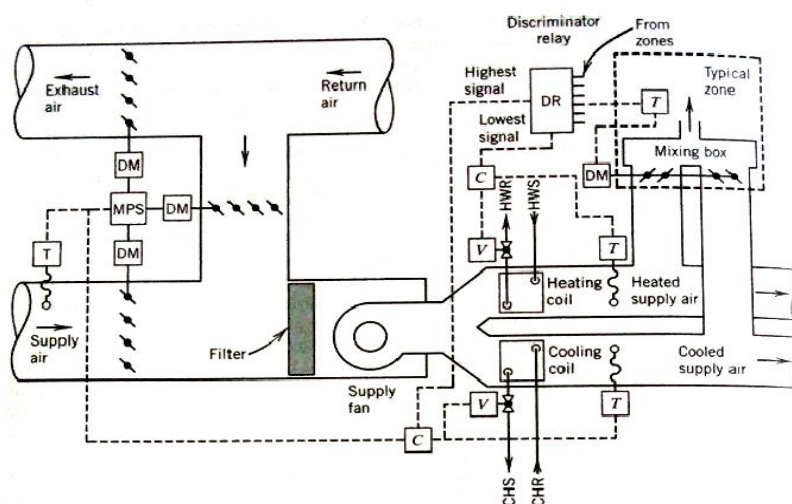 Discriminator
relay
From
zones
Highest
signal
DR
Lowest
signal
T
Typical
zone
Mixing box
DM
Exhaust
air
Return
air
DM
MPS
DM
DM
T
Supply
air
Filter
Supply
fan
C
V
HWR
HWS
T
Heating
coil
Heated
supply air
Cooling
coil
Cooled
supply air
V
T
C
CHS
CHR